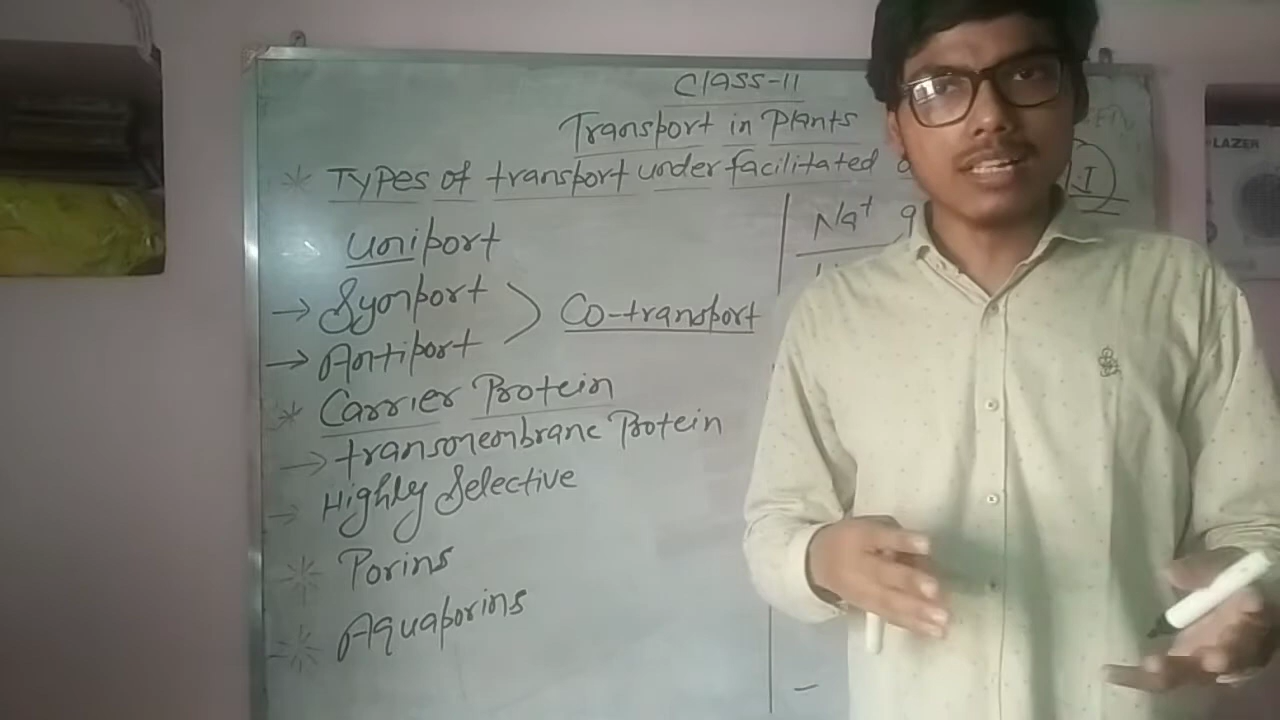 Class-11
Transport in Plants
* Types of transport under facilitated
Uniport
→ Symport
→ Antiport
Co-transport
* Carrier Protein
→ transmembrane Protein
→ Highly Selective
* Porins
* Aquaporins
Na+
I
LAZER